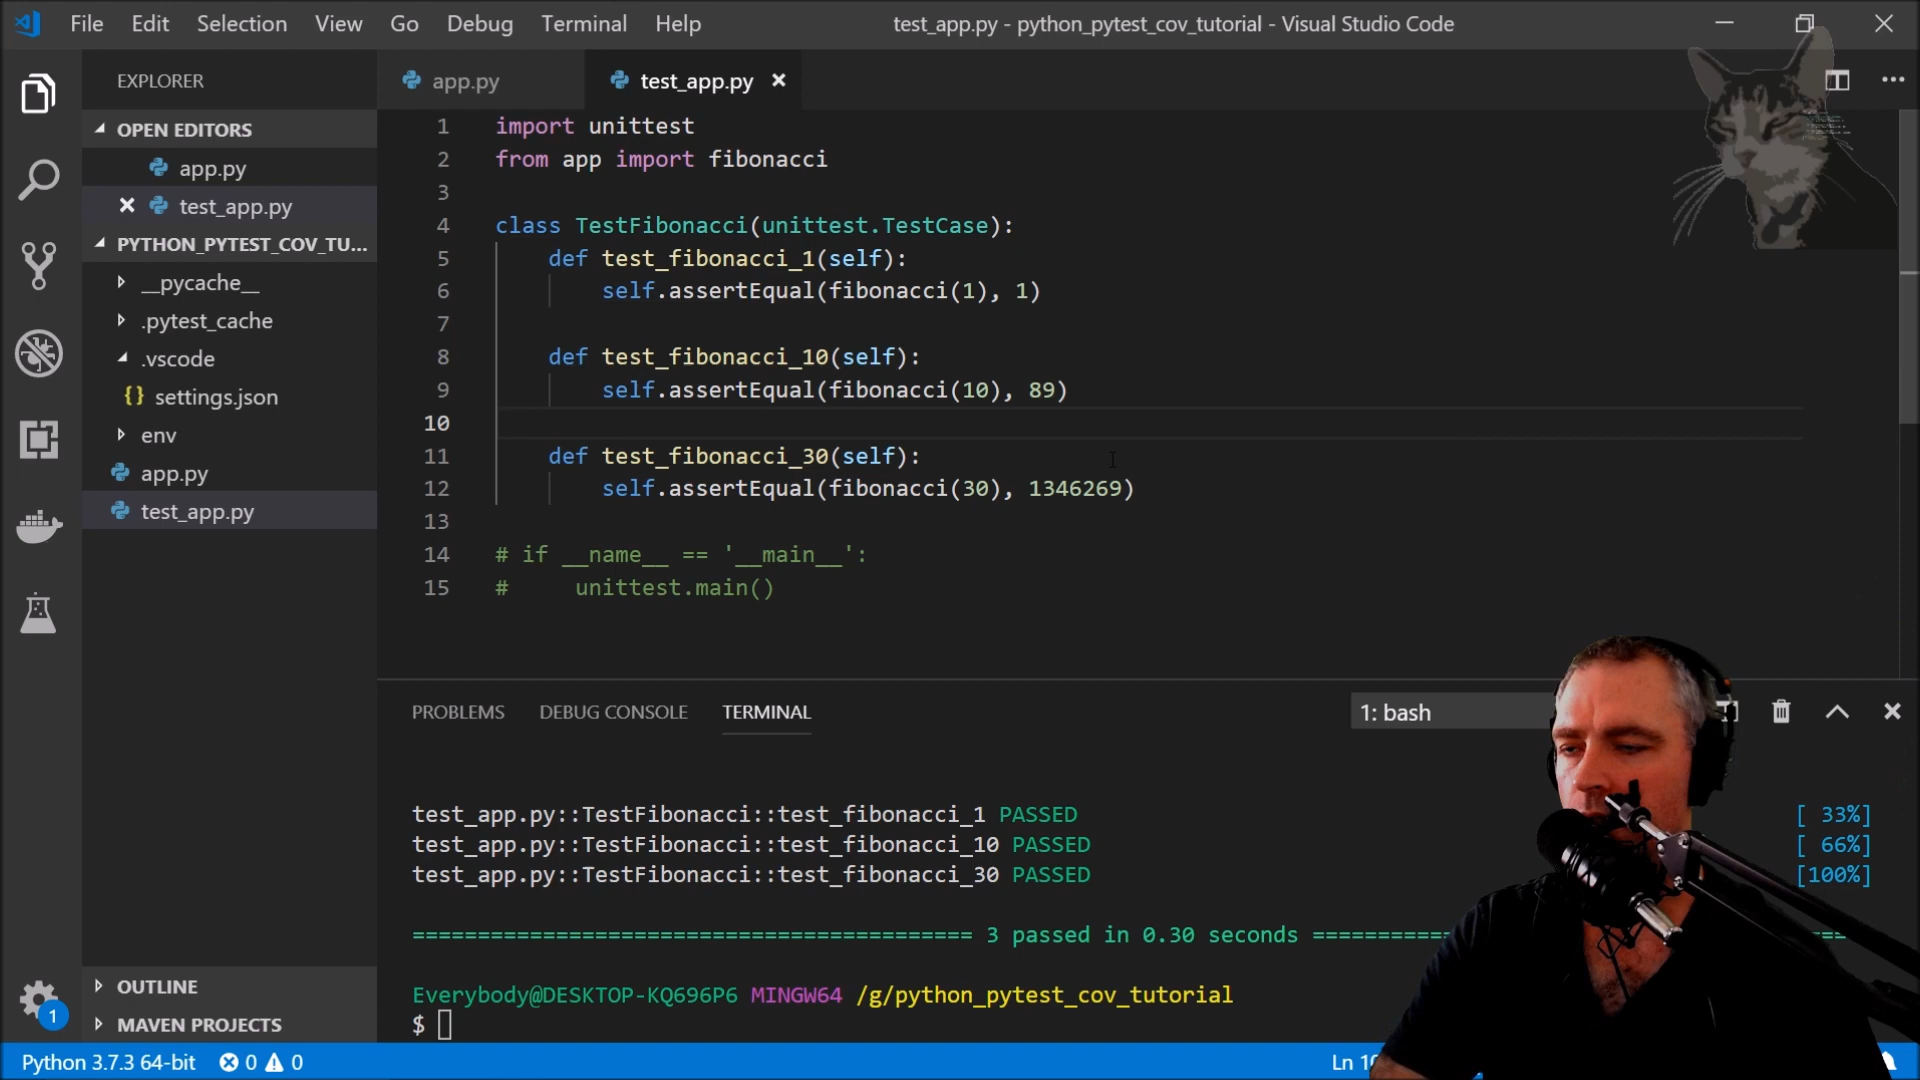 File Edit Selection View Go Debug Terminal Help
test_app.py - python_pytest_cov_tutorial - Visual Studio Code
EXPLORER
OPEN EDITORS
app.py
test_app.py
PYTHON_PYTEST_COV_TU...
__pycache__
.pytest_cache
.vscode
{} settings.json
env
app.py
test_app.py
OUTLINE
MAVEN PROJECTS
1
app.py
test_app.py
1 import unittest
2 from app import fibonacci
3
4 class TestFibonacci(unittest.TestCase):
5 def test_fibonacci_1(self):
6 self.assertEqual(fibonacci(1), 1)
7
8 def test_fibonacci_10(self):
9 self.assertEqual(fibonacci(10), 89)
10
11 def test_fibonacci_30(self):
12 self.assertEqual(fibonacci(30), 1346269)
13
14 # if __name__ == '__main__':
15 # unittest.main()
PROBLEMS DEBUG CONSOLE TERMINAL
1: bash
test_app.py::TestFibonacci::test_fibonacci_1 PASSED [ 33%]
test_app.py::TestFibonacci::test_fibonacci_10 PASSED [ 66%]
test_app.py::TestFibonacci::test_fibonacci_30 PASSED [100%]
=========================================== 3 passed in 0.30 seconds ==========
Everybody@DESKTOP-KQ696P6 MINGW64 /g/python_pytest_cov_tutorial
$
Python 3.7.3 64-bit 0 0
Ln